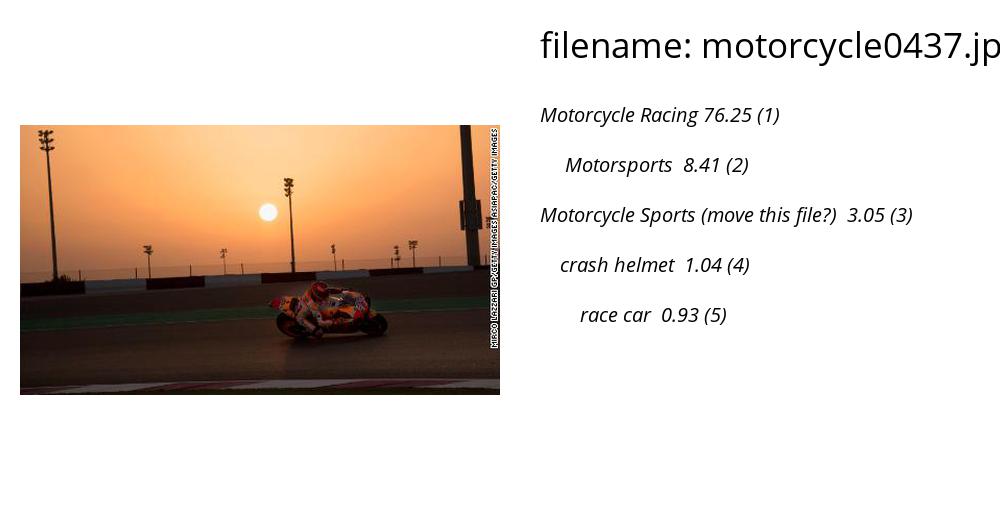 filename: motorcycle0437.jp
Motorcycle Racing 76.25 (1)
Motorsports 8.41 (2)
Motorcycle Sports (move this file?) 3.05 (3)
crash helmet 1.04 (4)
race car 0.93 (5)
MIRCO LAZZARI GP/GETTY IMAGES ASIAPAC/GETTY IMAGES